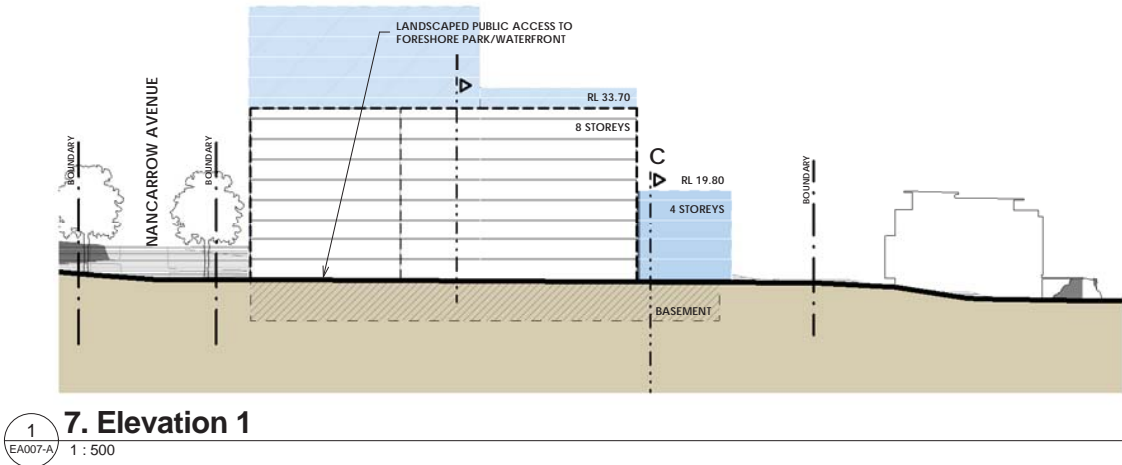 LANDSCAPED PUBLIC ACCESS TO
FORESHORE PARK/WATERFRONT
BOUNDARY
NANCARROW AVENUE
BOUNDARY
RL 33.70
8 STOREYS
C
RL 19.80
4 STOREYS
BOUNDARY
BASEMENT
1
EA007-A
7. Elevation 1
1 : 500